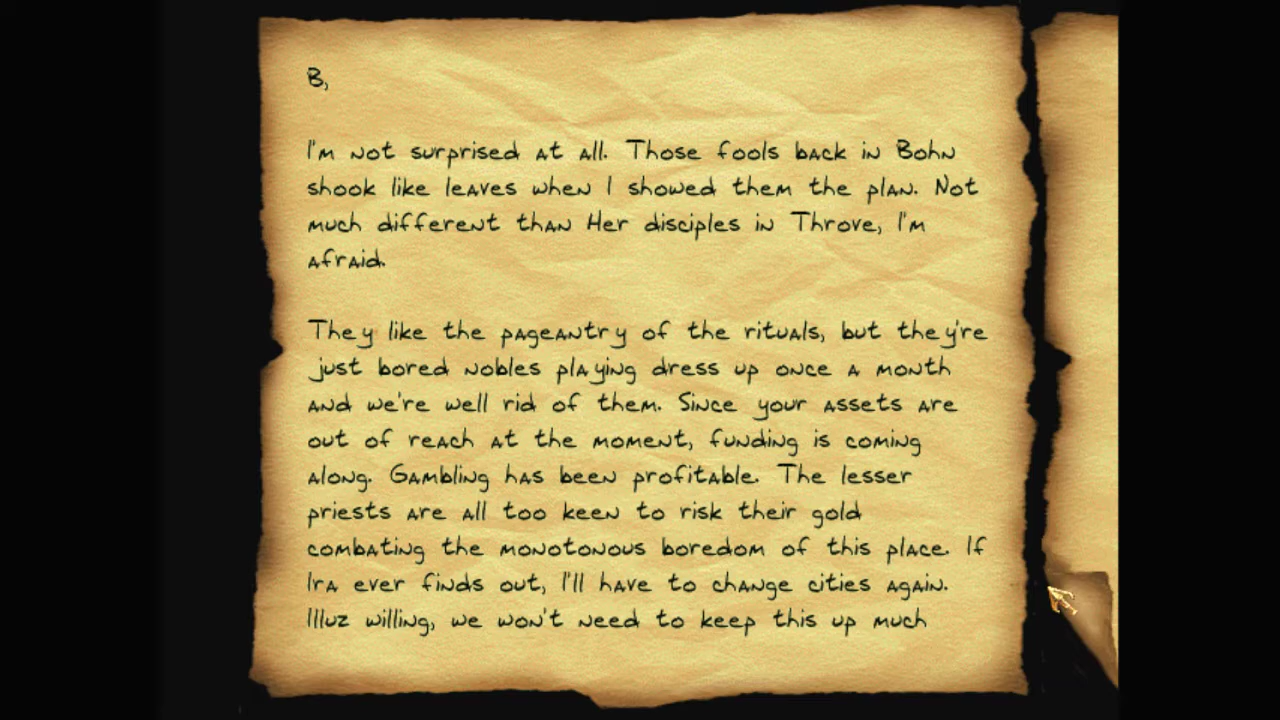 B,
I'm not surprised at all. Those fools back in Bohn
shook like leaves when I showed them the plan. Not
much different than Her disciples in Throve, I'm
afraid.
They like the pageantry of the rituals, but they're
just bored nobles playing dress up once a month
and we're well rid of them. Since your assets are
out of reach at the moment, funding is coming
along. Gambling has been profitable. The lesser
priests are all too keen to risk their gold
combating the monotonous boredom of this place. If
Ira ever finds out, I'll have to change cities again.
Illuz willing, we won't need to keep this up much